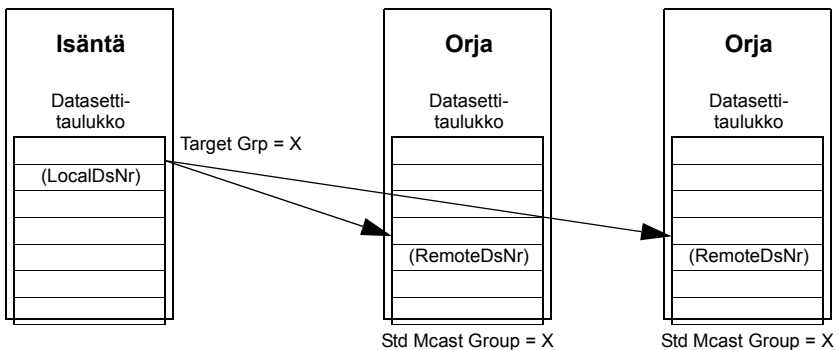 Isäntä
Datasetti-
taulukko
(LocalDsNr)
Target Grp = X
Orja
Datasetti-
taulukko
(RemoteDsNr)
Std Mcast Group = X
Orja
Datasetti-
taulukko
(RemoteDsNr)
Std Mcast Group = X